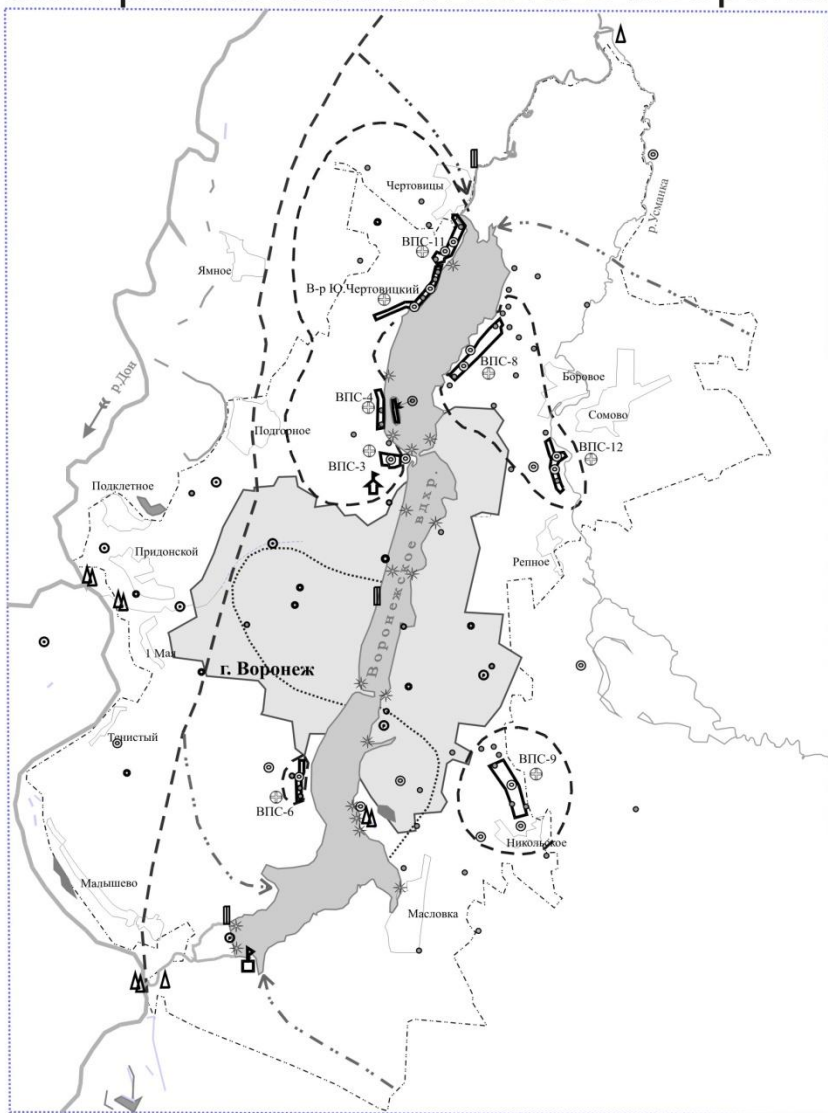 Чертовицы
р.Усманка
ВПС-11
Ямное
В-р Ю.Чертовицкий
р.Дон
ВПС-8
Боровое
ВПС-4
Сомово
Подгорное
ВПС-12
ВПС-3
Подклетное
Воронежское вдхр.
Придонской
Репное
1 Мая
г. Воронеж
Тенистый
ВПС-9
ВПС-6
Никольское
Малышево
Масловка